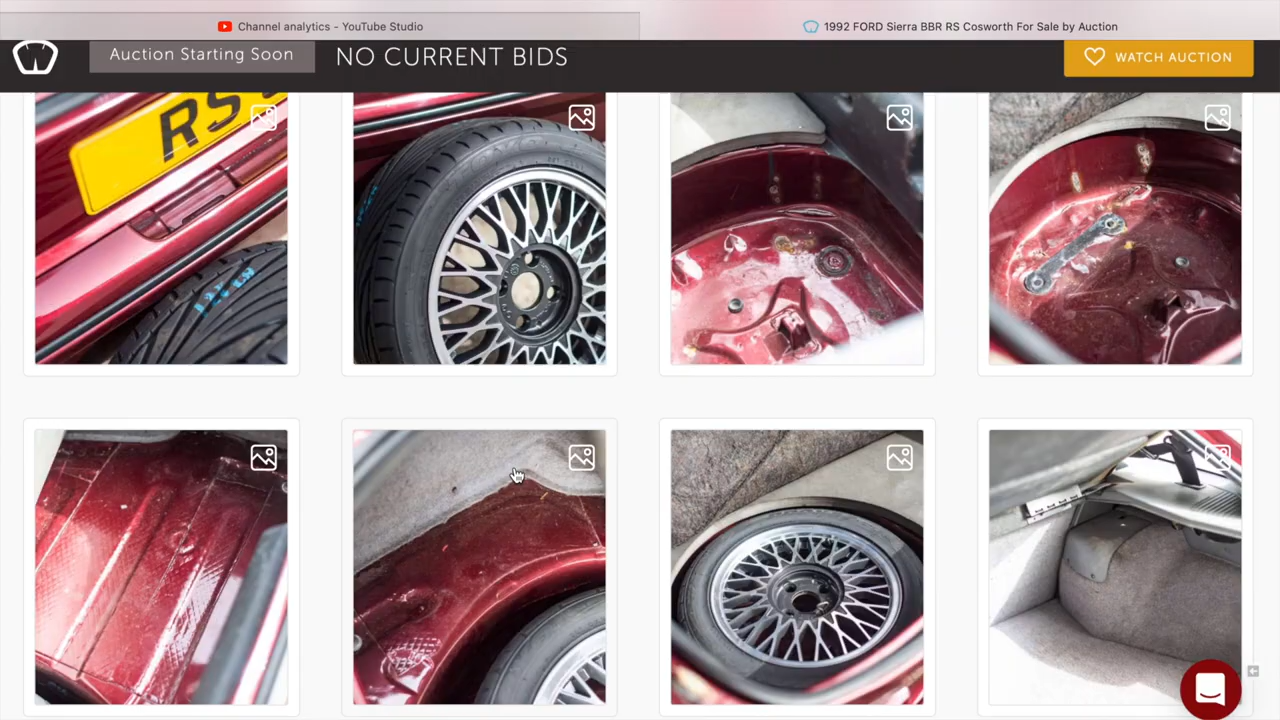 Channel analytics - YouTube Studio
1992 FORD Sierra BBR RS Cosworth For Sale by Auction
Auction Starting Soon
NO CURRENT BIDS
WATCH AUCTION
RS